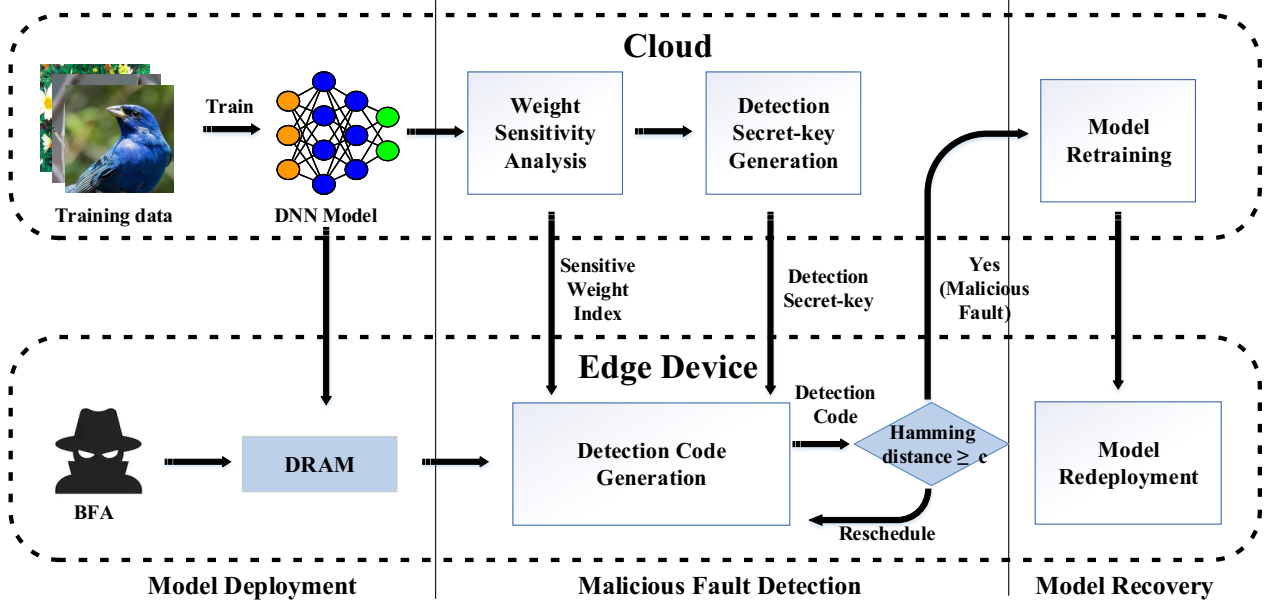 Cloud
Train
Training data
DNN Model
Weight
Sensitivity
Analysis
Detection
Secret-key
Generation
Model
Retraining
Sensitive
Weight
Index
Detection
Secret-key
Yes
(Malicious
Fault)
Edge Device
BFA
DRAM
Detection Code
Generation
Detection
Code
Hamming
distance ≥ c
Reschedule
Model
Redeployment
Model Deployment
Malicious Fault Detection
Model Recovery